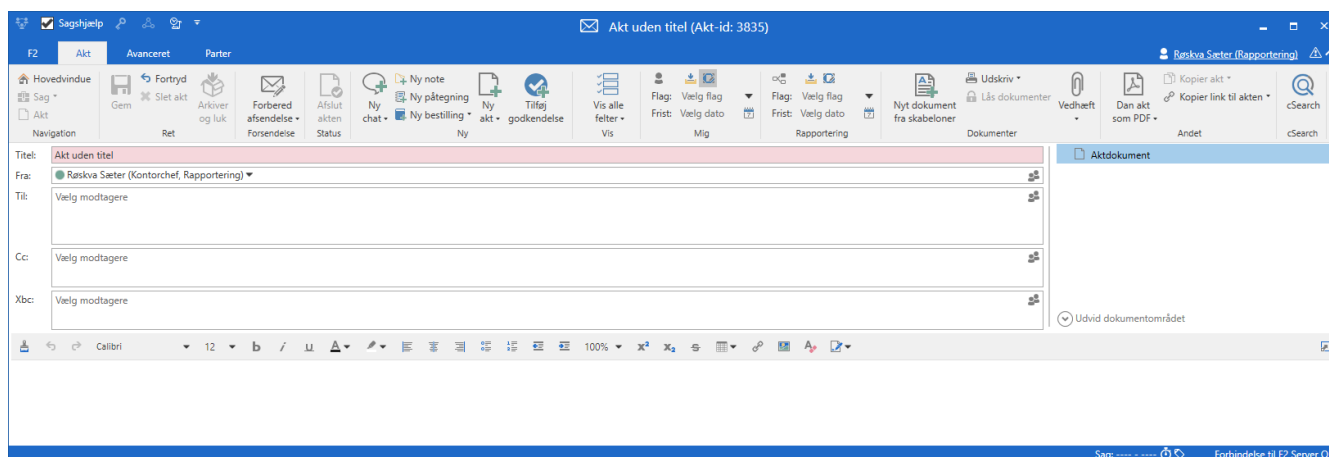 Sagshjælp
Akt uden titel (Akt-id: 3835)
F2 Akt Avanceret Parter
Røskva Sæter (Rapportering)
Hovedvindue
Sag
Akt
Navigation
Gem
Fortryd
Slet akt
Arkiver og luk
Ret
Forbered afsendelse
Forsendelse
Afslut akten
Status
Ny chat
Ny note
Ny påtegning
Ny bestilling
Ny akt
Tilføj godkendelse
Ny
Vis alle felter
Vis
Flag: Vælg flag
Frist: Vælg dato
Mig
Flag: Vælg flag
Frist: Vælg dato
Rapportering
Nyt dokument fra skabeloner
Udskriv
Lås dokumenter
Dokumenter
Vedhæft
Dan akt som PDF
Kopier akt
Kopier link til akten
Andet
cSearch
cSearch
Titel: Akt uden titel
Aktdokument
Fra: Røskva Sæter (Kontorchef, Rapportering)
Til: Vælg modtagere
Cc: Vælg modtagere
Xbc: Vælg modtagere
Udvid dokumentområdet
Calibri 12 b i u A 100% x² x₂ S A
Sag: ---- - ---- Forbindelse til F2 Server O